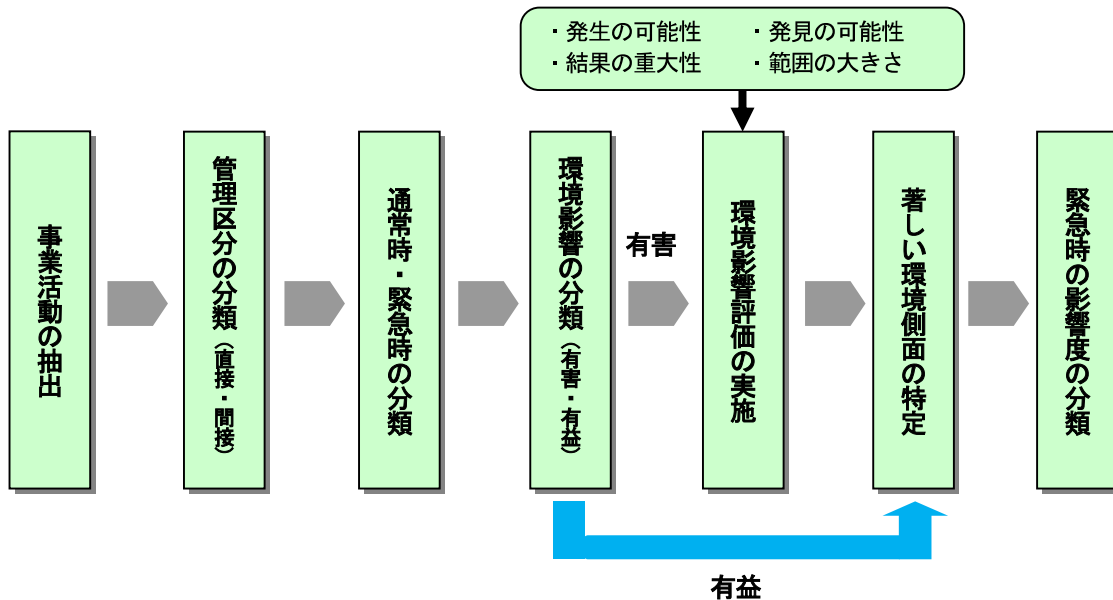 ・発生の可能性　・発見の可能性
・結果の重大性　・範囲の大きさ
事業活動の抽出
管理区分の分類（直接・間接）
通常時・緊急時の分類
環境影響の分類（有害・有益）
有害
環境影響評価の実施
著しい環境側面の特定
緊急時の影響度の分類
有益